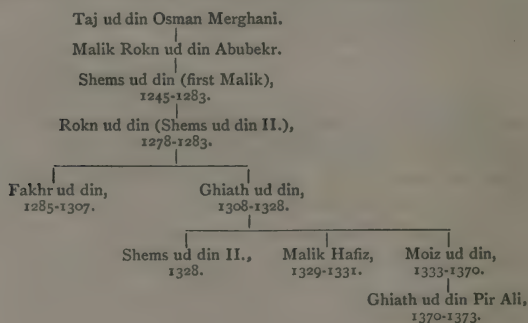 Taj ud din Osman Merghani.
Malik Rokn ud din Abubekr.
Shems ud din (first Malik),
1245-1283.
Rokn ud din (Shems ud din II.),
1278-1283.
Fakhr ud din,
1285-1307.
Ghiath ud din,
1308-1328.
Shems ud din II.,
1328.
Malik Hafiz,
1329-1331.
Moiz ud din,
1333-1370.
Ghiath ud din Pir Ali,
1370-1373.